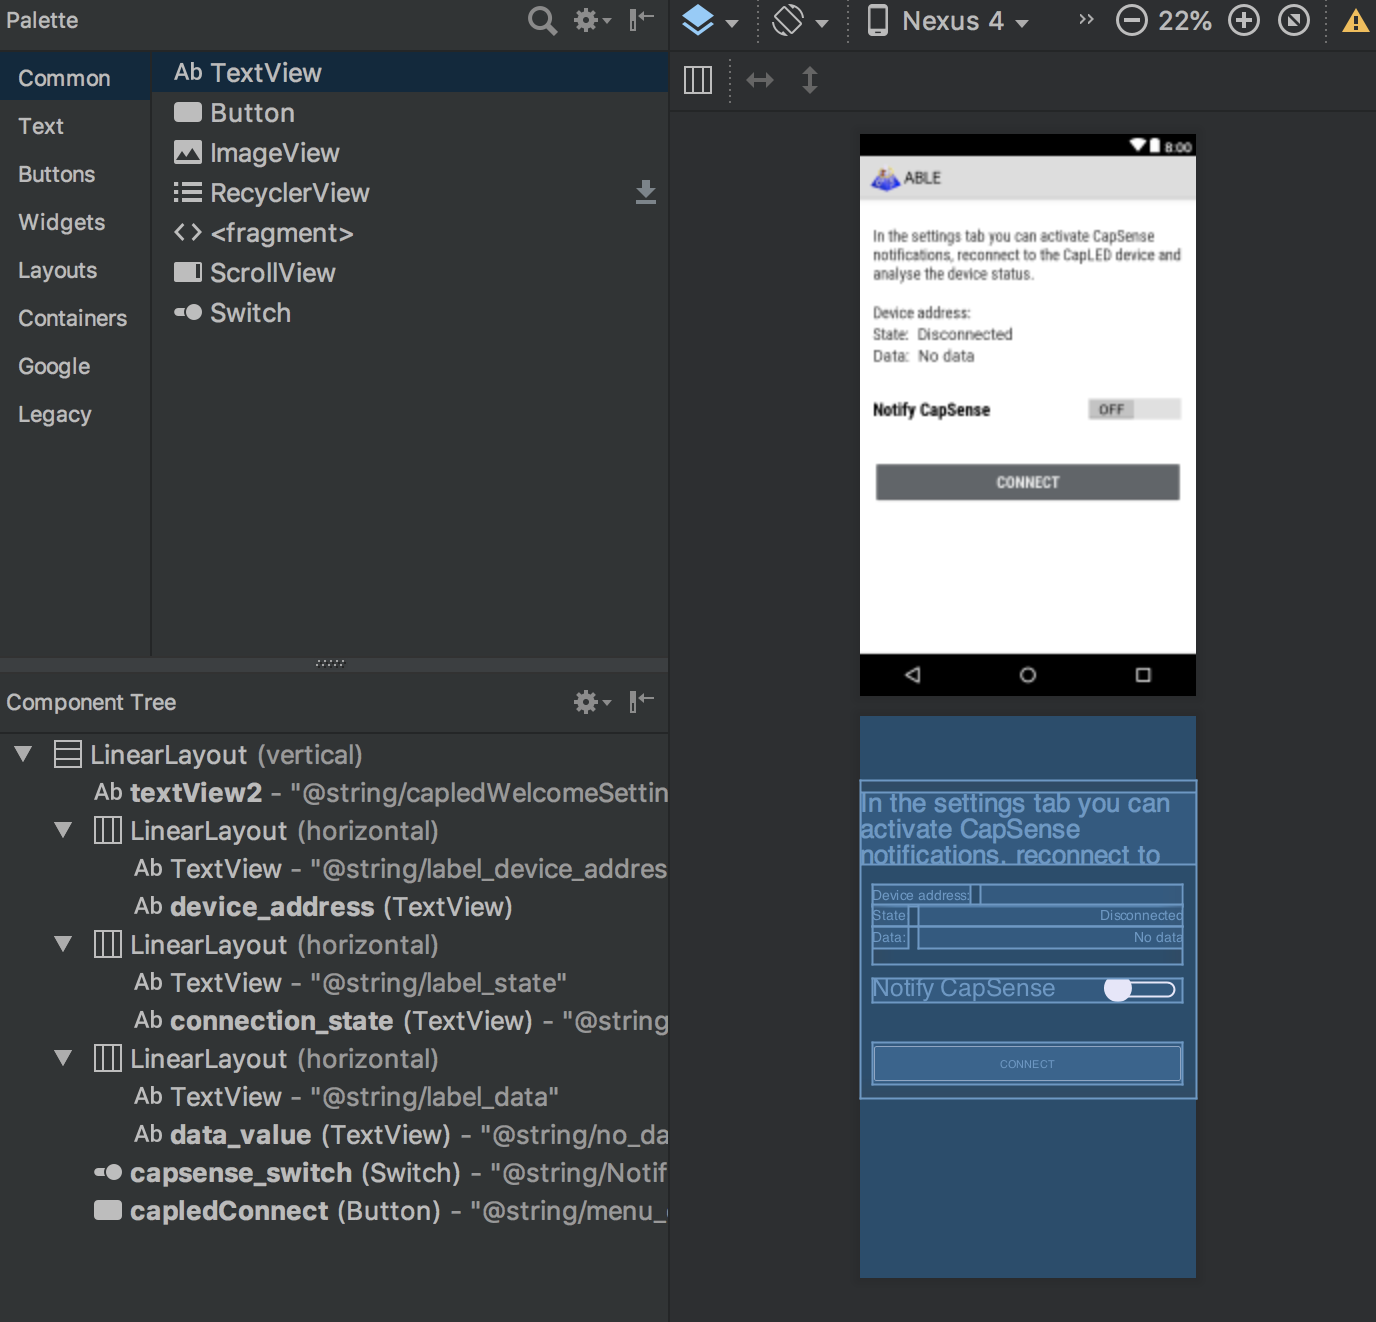 Palette
Nexus 4
22%
Common
Text
Buttons
Widgets
Layouts
Containers
Google
Legacy
Ab TextView
Button
ImageView
RecyclerView
<> <fragment>
ScrollView
Switch
8:00
ABLE
In the settings tab you can activate CapSense
notifications, reconnect to the CapLED device and
analyse the device status.
Device address:
State: Disconnected
Data: No data
Notify CapSense
OFF
CONNECT
Component Tree
LinearLayout (vertical)
Ab textView2 - "@string/capledWelcomeSettin
LinearLayout (horizontal)
Ab TextView - "@string/label_device_addres
Ab device_address (TextView)
LinearLayout (horizontal)
Ab TextView - "@string/label_state"
Ab connection_state (TextView) - "@string
LinearLayout (horizontal)
Ab TextView - "@string/label_data"
Ab data_value (TextView) - "@string/no_da
capsense_switch (Switch) - "@string/Notif
capledConnect (Button) - "@string/menu_
In the settings tab you can
activate CapSense
notifications, reconnect to
Device address:
State Disconnected
Data: No data
Notify CapSense
CONNECT